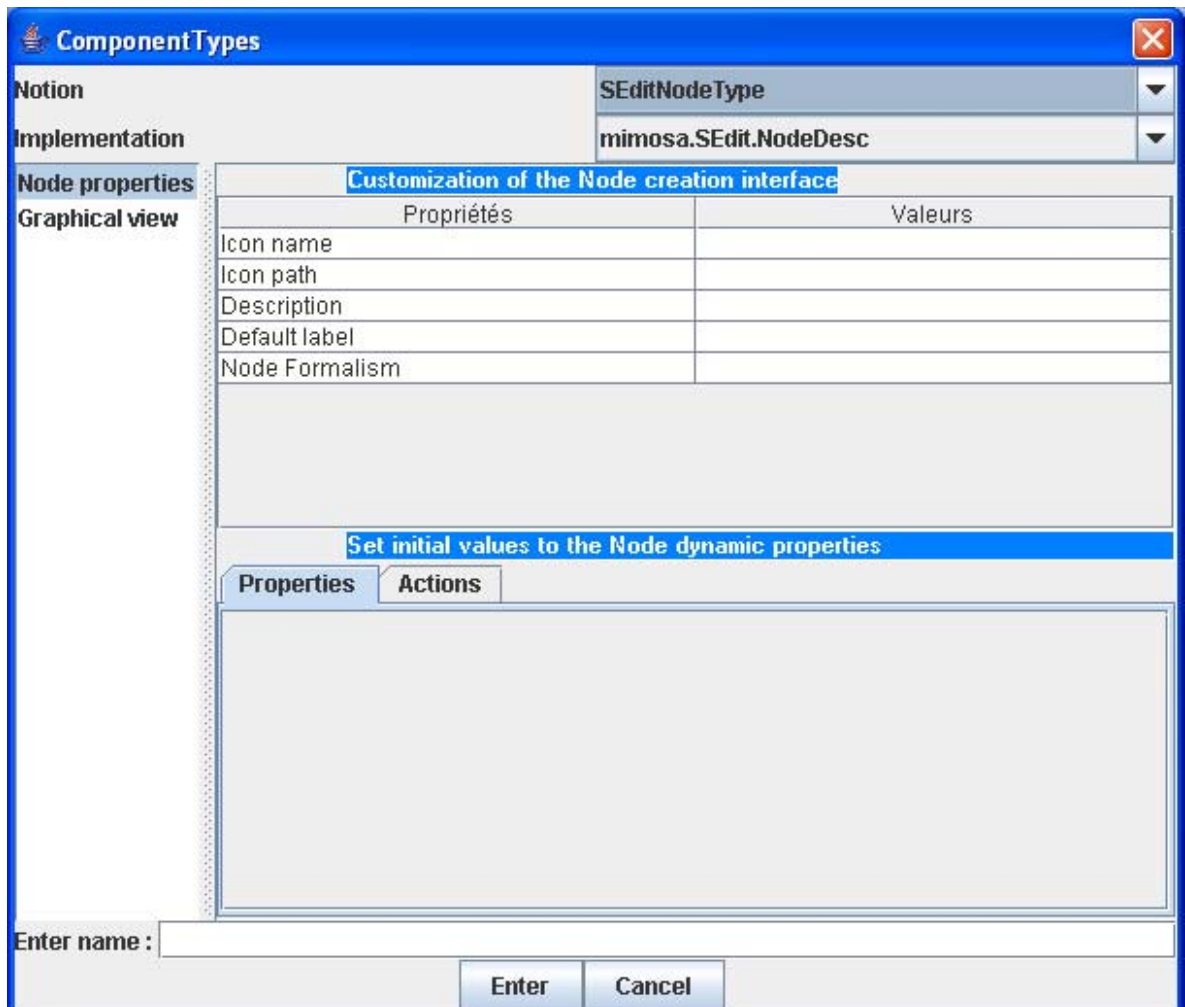 ComponentTypes
Notion SEditNodeType
Implementation mimosa.SEdit.NodeDesc
Node properties
Graphical view
Customization of the Node creation interface
Propriétés Valeurs
Icon name
Icon path
Description
Default label
Node Formalism
Set initial values to the Node dynamic properties
Properties Actions
Enter name :
Enter Cancel